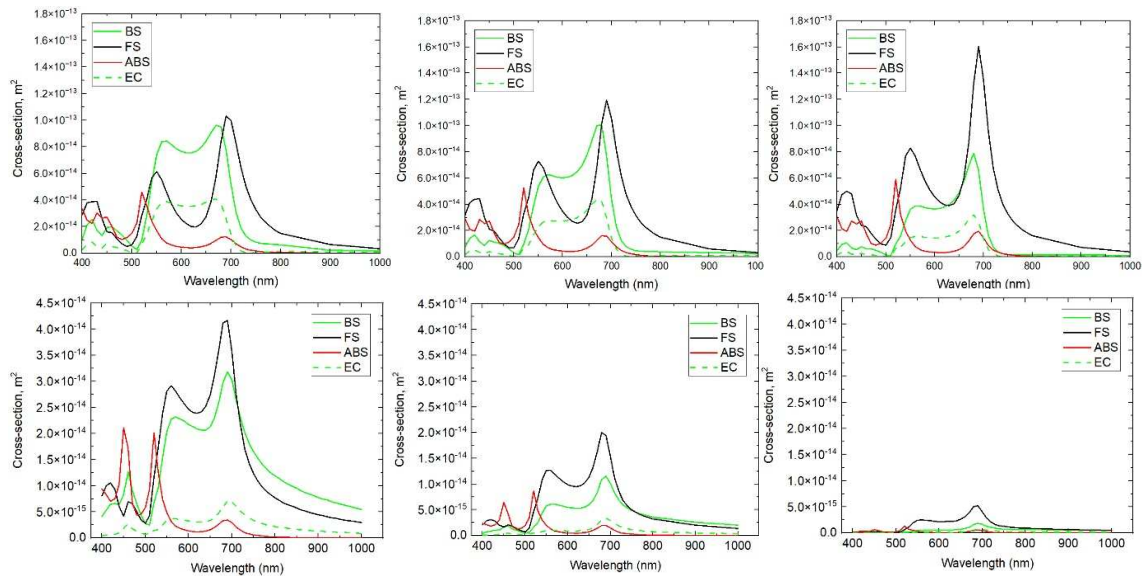 1.8×10⁻¹³
1.6×10⁻¹³
1.4×10⁻¹³
1.2×10⁻¹³
1.0×10⁻¹³
8.0×10⁻¹⁴
6.0×10⁻¹⁴
4.0×10⁻¹⁴
2.0×10⁻¹⁴
0.0
Cross-section, m²
BS
FS
ABS
EC
400 500 600 700 800 900 1000
Wavelength (nm)
1.8×10⁻¹³
1.6×10⁻¹³
1.4×10⁻¹³
1.2×10⁻¹³
1.0×10⁻¹³
8.0×10⁻¹⁴
6.0×10⁻¹⁴
4.0×10⁻¹⁴
2.0×10⁻¹⁴
0.0
Cross-section, m²
BS
FS
ABS
EC
400 500 600 700 800 900 1000
Wavelength (nm)
1.8×10⁻¹³
1.6×10⁻¹³
1.4×10⁻¹³
1.2×10⁻¹³
1.0×10⁻¹³
8.0×10⁻¹⁴
6.0×10⁻¹⁴
4.0×10⁻¹⁴
2.0×10⁻¹⁴
0.0
Cross-section, m²
BS
FS
ABS
EC
400 500 600 700 800 900 1000
Wavelength (nm)
4.5×10⁻¹⁴
4.0×10⁻¹⁴
3.5×10⁻¹⁴
3.0×10⁻¹⁴
2.5×10⁻¹⁴
2.0×10⁻¹⁴
1.5×10⁻¹⁴
1.0×10⁻¹⁴
5.0×10⁻¹⁵
0.0
Cross-section, m²
BS
FS
ABS
EC
400 500 600 700 800 900 1000
Wavelength (nm)
4.5×10⁻¹⁴
4.0×10⁻¹⁴
3.5×10⁻¹⁴
3.0×10⁻¹⁴
2.5×10⁻¹⁴
2.0×10⁻¹⁴
1.5×10⁻¹⁴
1.0×10⁻¹⁴
5.0×10⁻¹⁵
0.0
Cross-section, m²
BS
FS
ABS
EC
400 500 600 700 800 900 1000
Wavelength (nm)
4.5×10⁻¹⁴
4.0×10⁻¹⁴
3.5×10⁻¹⁴
3.0×10⁻¹⁴
2.5×10⁻¹⁴
2.0×10⁻¹⁴
1.5×10⁻¹⁴
1.0×10⁻¹⁴
5.0×10⁻¹⁵
0.0
Cross-section, m²
BS
FS
ABS
EC
400 500 600 700 800 900 1000
Wavelength (nm)